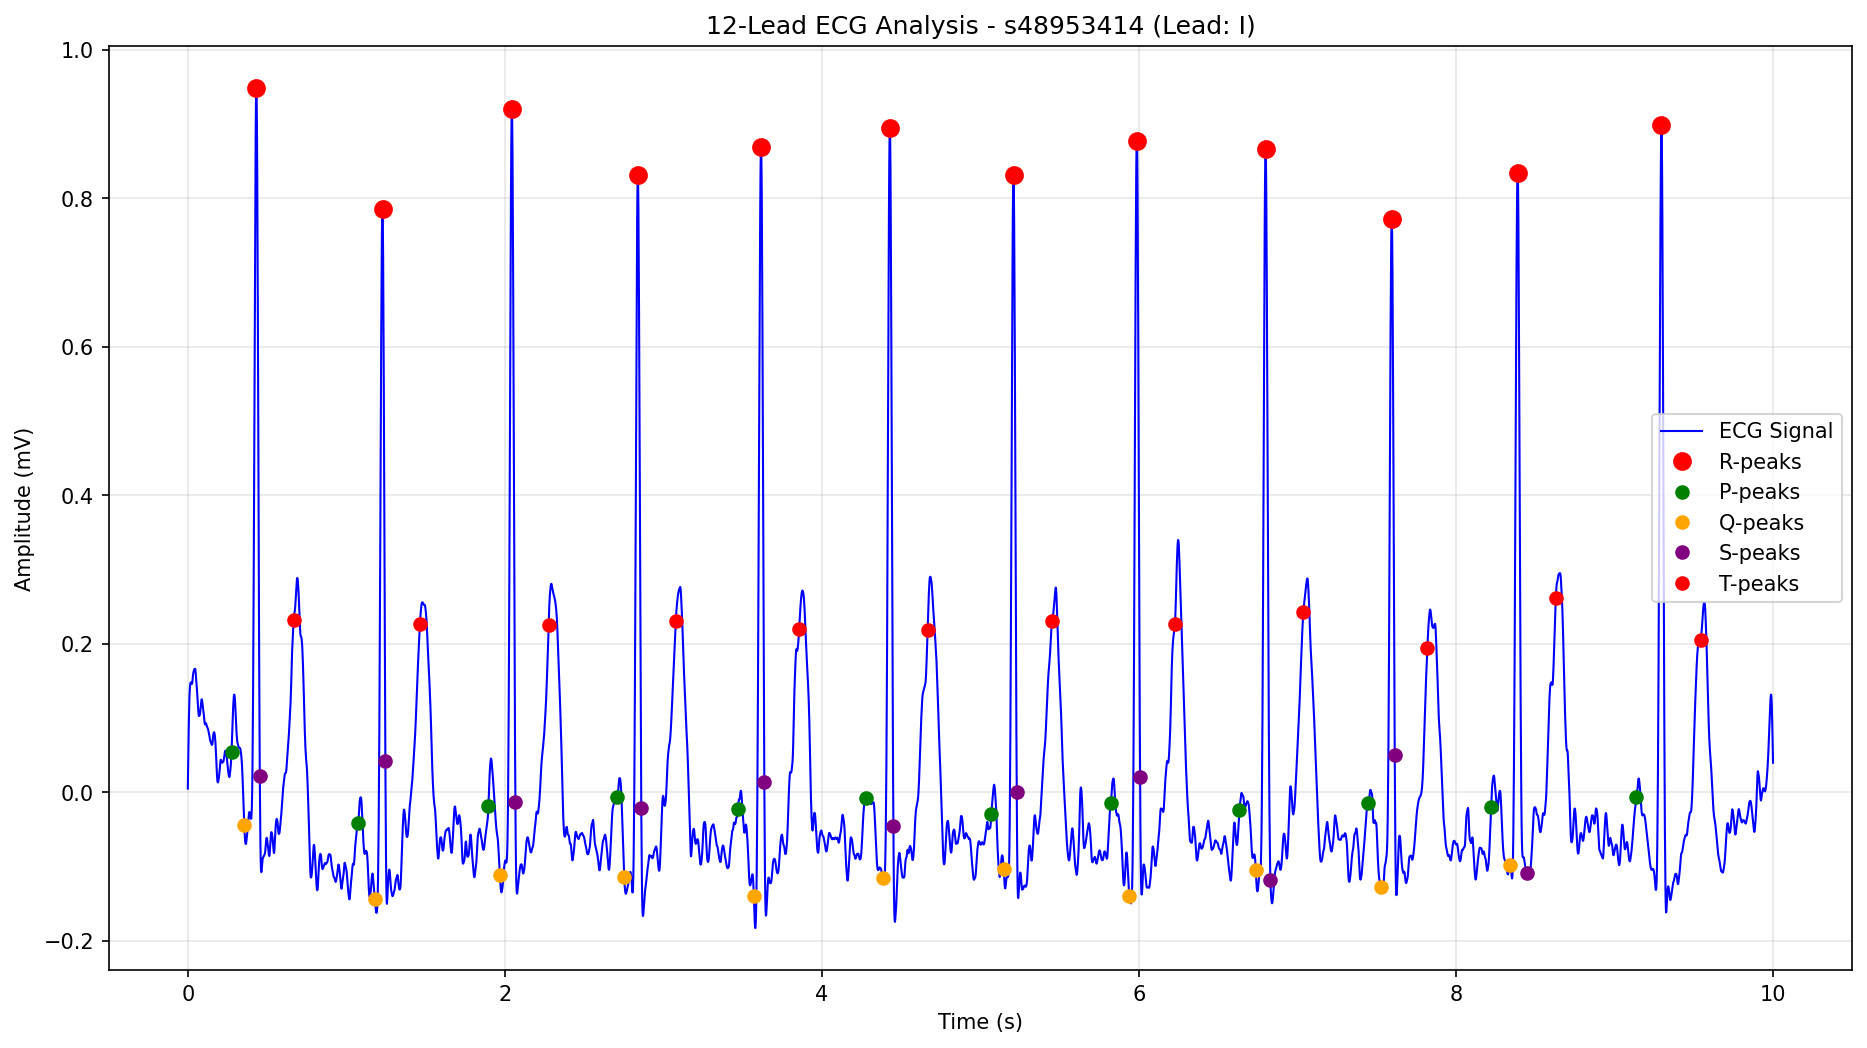 12-Lead ECG Analysis - s48953414 (Lead: I)
Amplitude (mV)
1.0
0.8
0.6
0.4
0.2
0.0
−0.2
ECG Signal
R-peaks
P-peaks
Q-peaks
S-peaks
T-peaks
0 2 4 6 8 10
Time (s)